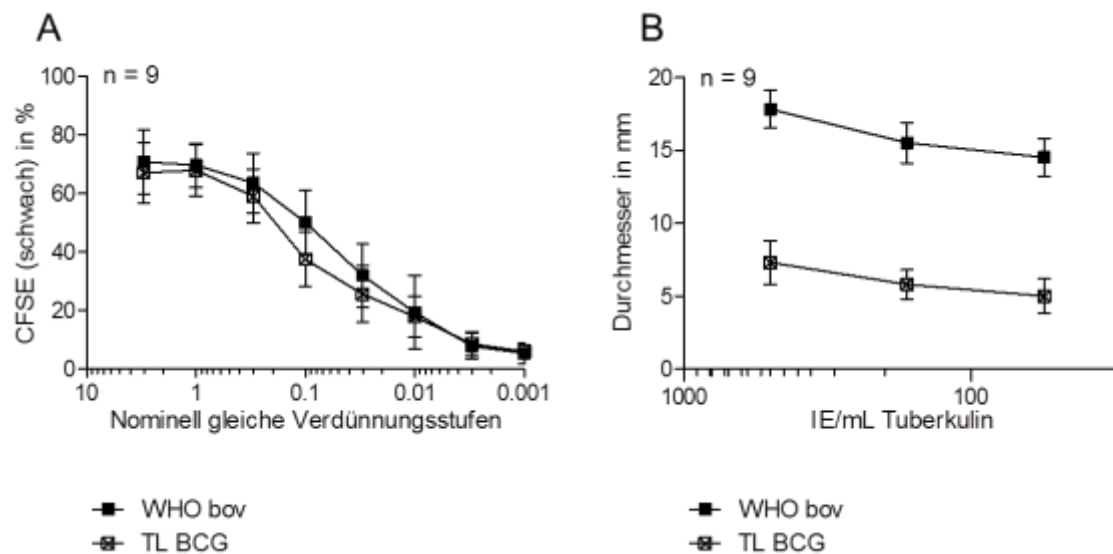 A
n = 9
CFSE (schwach) in %
100
80
60
40
20
0
10
1
0.1
0.01
0.001
Nominell gleiche Verdünnungsstufen
WHO bov
TL BCG
B
n = 9
Durchmesser in mm
20
15
10
5
0
1000
100
IE/mL Tuberkulin
WHO bov
TL BCG